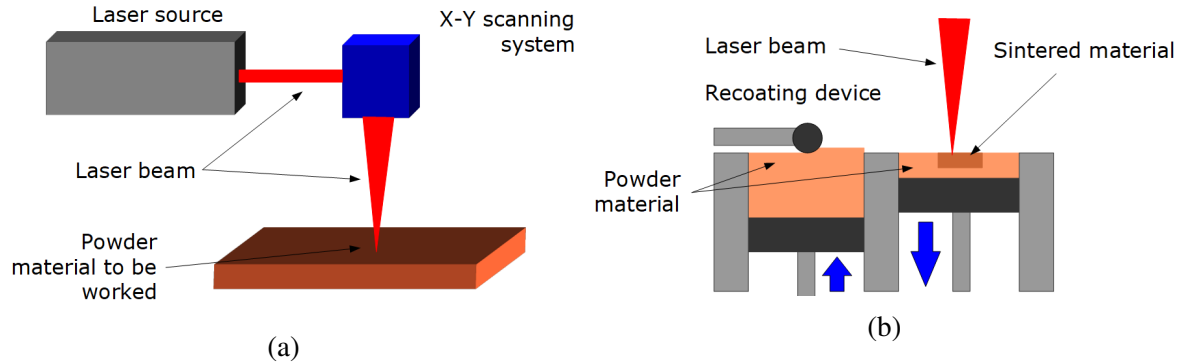 Laser source
X-Y scanning
system
Laser beam
Powder
material to be
worked
(a)
Laser beam
Sintered material
Recoating device
Powder
material
(b)